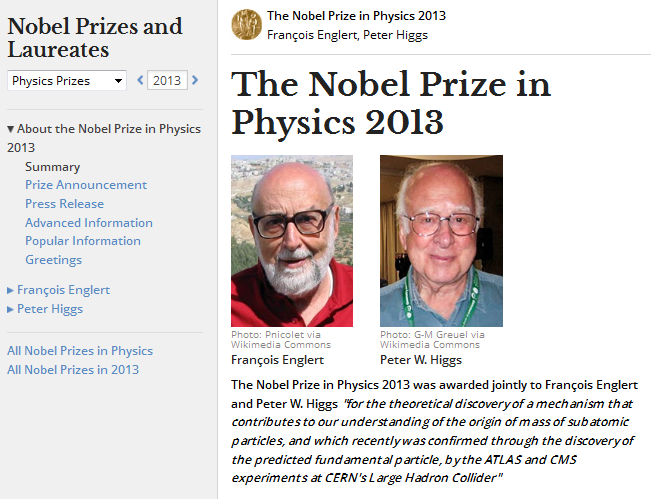 Nobel Prizes and
Laureates
Physics Prizes
2013
▼ About the Nobel Prize in Physics
2013
Summary
Prize Announcement
Press Release
Advanced Information
Popular Information
Greetings
▶ François Englert
▶ Peter Higgs
All Nobel Prizes in Physics
All Nobel Prizes in 2013
The Nobel Prize in Physics 2013
François Englert, Peter Higgs
The Nobel Prize in
Physics 2013
Photo: Pnicolet via
Wikimedia Commons
François Englert
Photo: G-M Greuel via
Wikimedia Commons
Peter W. Higgs
The Nobel Prize in Physics 2013 was awarded jointly to François Englert
and Peter W. Higgs "for the theoretical discovery of a mechanism that
contributes to our understanding of the origin of mass of subatomic
particles, and which recently was confirmed through the discovery of
the predicted fundamental particle, by the ATLAS and CMS
experiments at CERN's Large Hadron Collider"